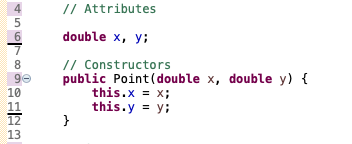 4 // Attributes
5
6 double x, y;
7
8 // Constructors
9 public Point(double x, double y) {
10 this.x = x;
11 this.y = y;
12 }
13